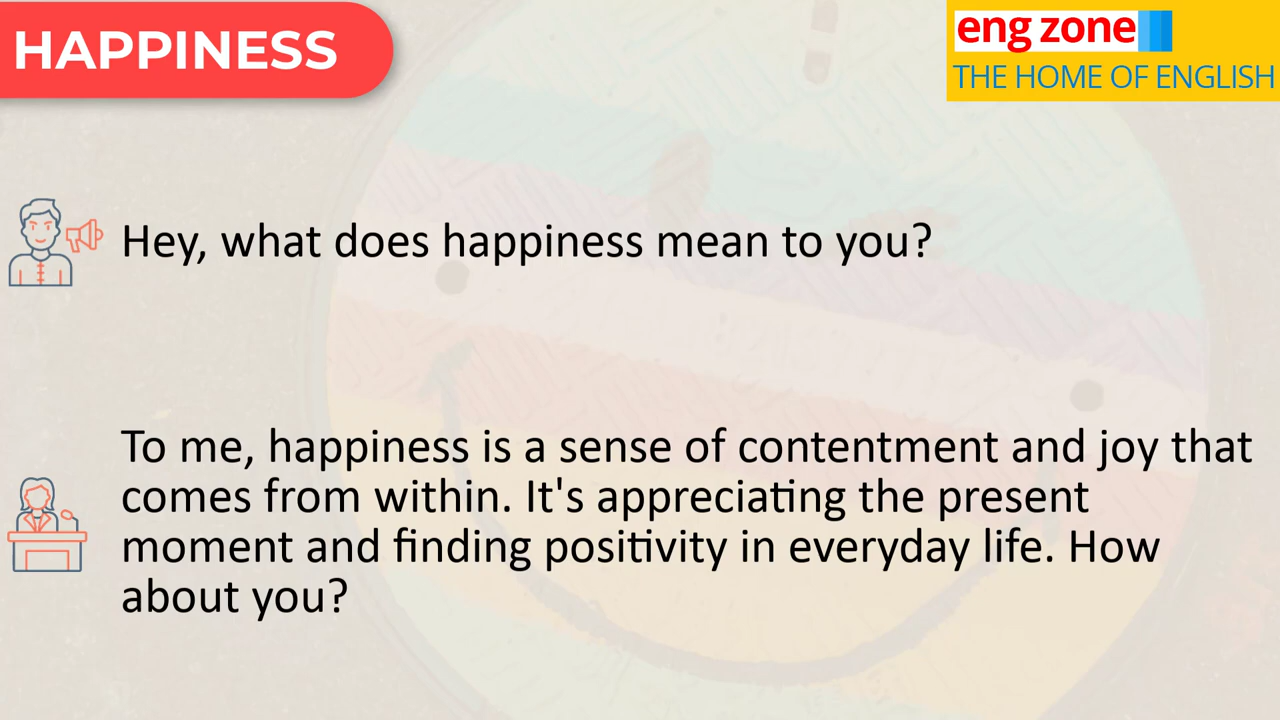 HAPPINESS
eng zone
THE HOME OF ENGLISH
Hey, what does happiness mean to you?
To me, happiness is a sense of contentment and joy that
comes from within. It's appreciating the present
moment and finding positivity in everyday life. How
about you?